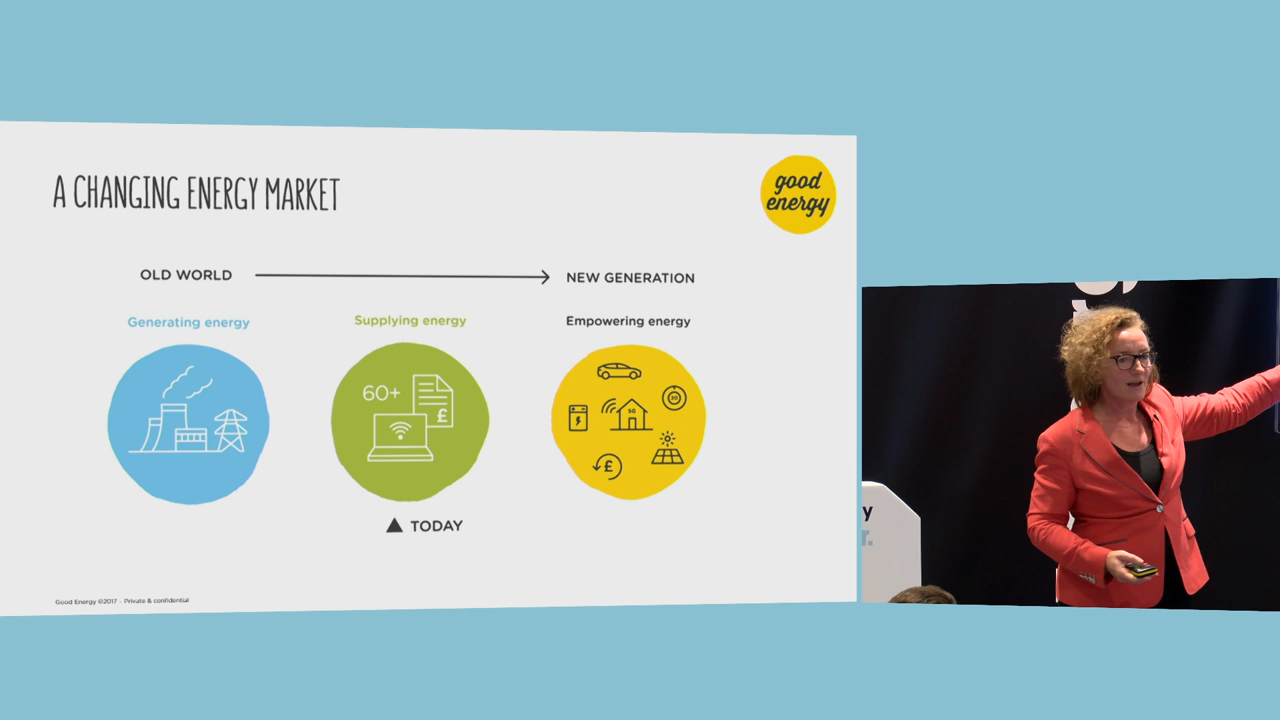 A CHANGING ENERGY MARKET
good
energy
OLD WORLD
NEW GENERATION
Generating energy
Supplying energy
Empowering energy
60+
£
5G
£
TODAY
Good Energy ©2017 - Private & confidential
y
r.